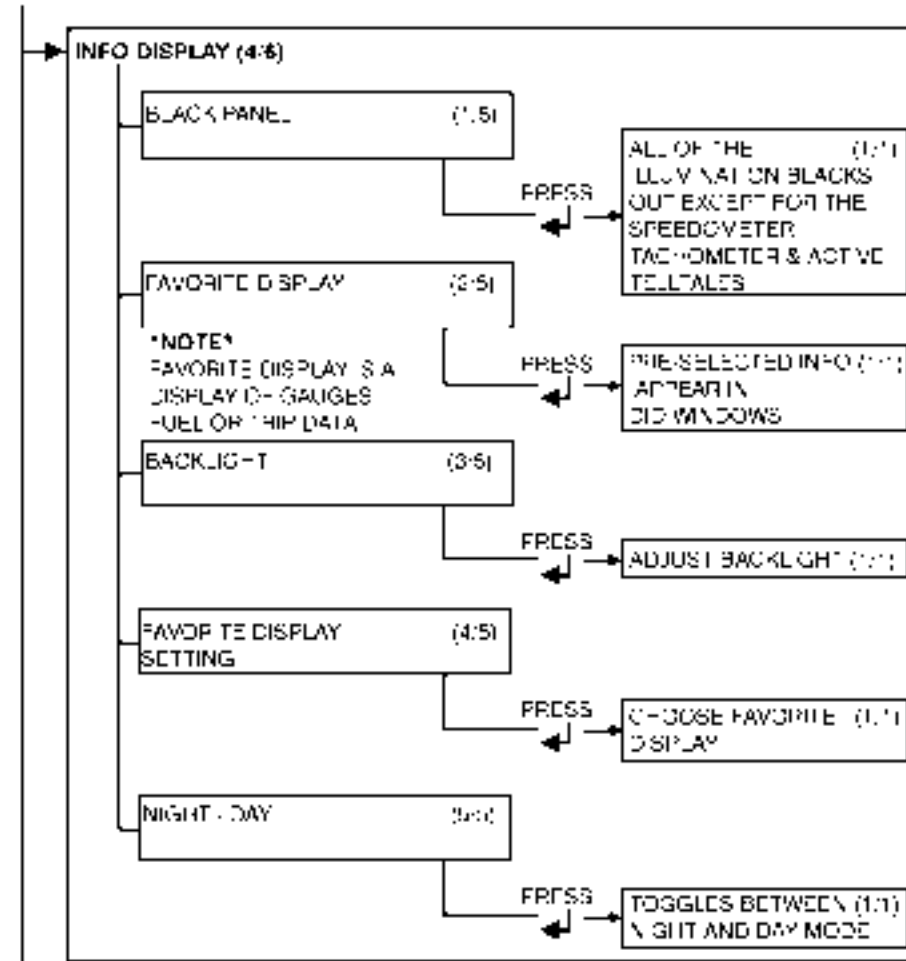 INFO DISPLAY (4/6)
BLACK PANEL (1/5)
PRESS
ALL OF THE (1/1)
ILLUMINATION BLACKS
OUT EXCEPT FOR THE
SPEEDOMETER
TACHOMETER & ACTIVE
TELLTALES
FAVORITE DISPLAY (2/5)
*NOTE*
FAVORITE DISPLAY IS A
DISPLAY OF GAUGES
FUEL OR TRIP DATA
PRESS
PRE-SELECTED INFO (1/1)
APPEAR IN
DID WINDOWS
BACKLIGHT (3/5)
PRESS
ADJUST BACKLIGHT (1/1)
FAVORITE DISPLAY (4/5)
SETTING
PRESS
CHOOSE FAVORITE (1/1)
DISPLAY
NIGHT - DAY (5/5)
PRESS
TOGGLES BETWEEN (1/1)
NIGHT AND DAY MODE